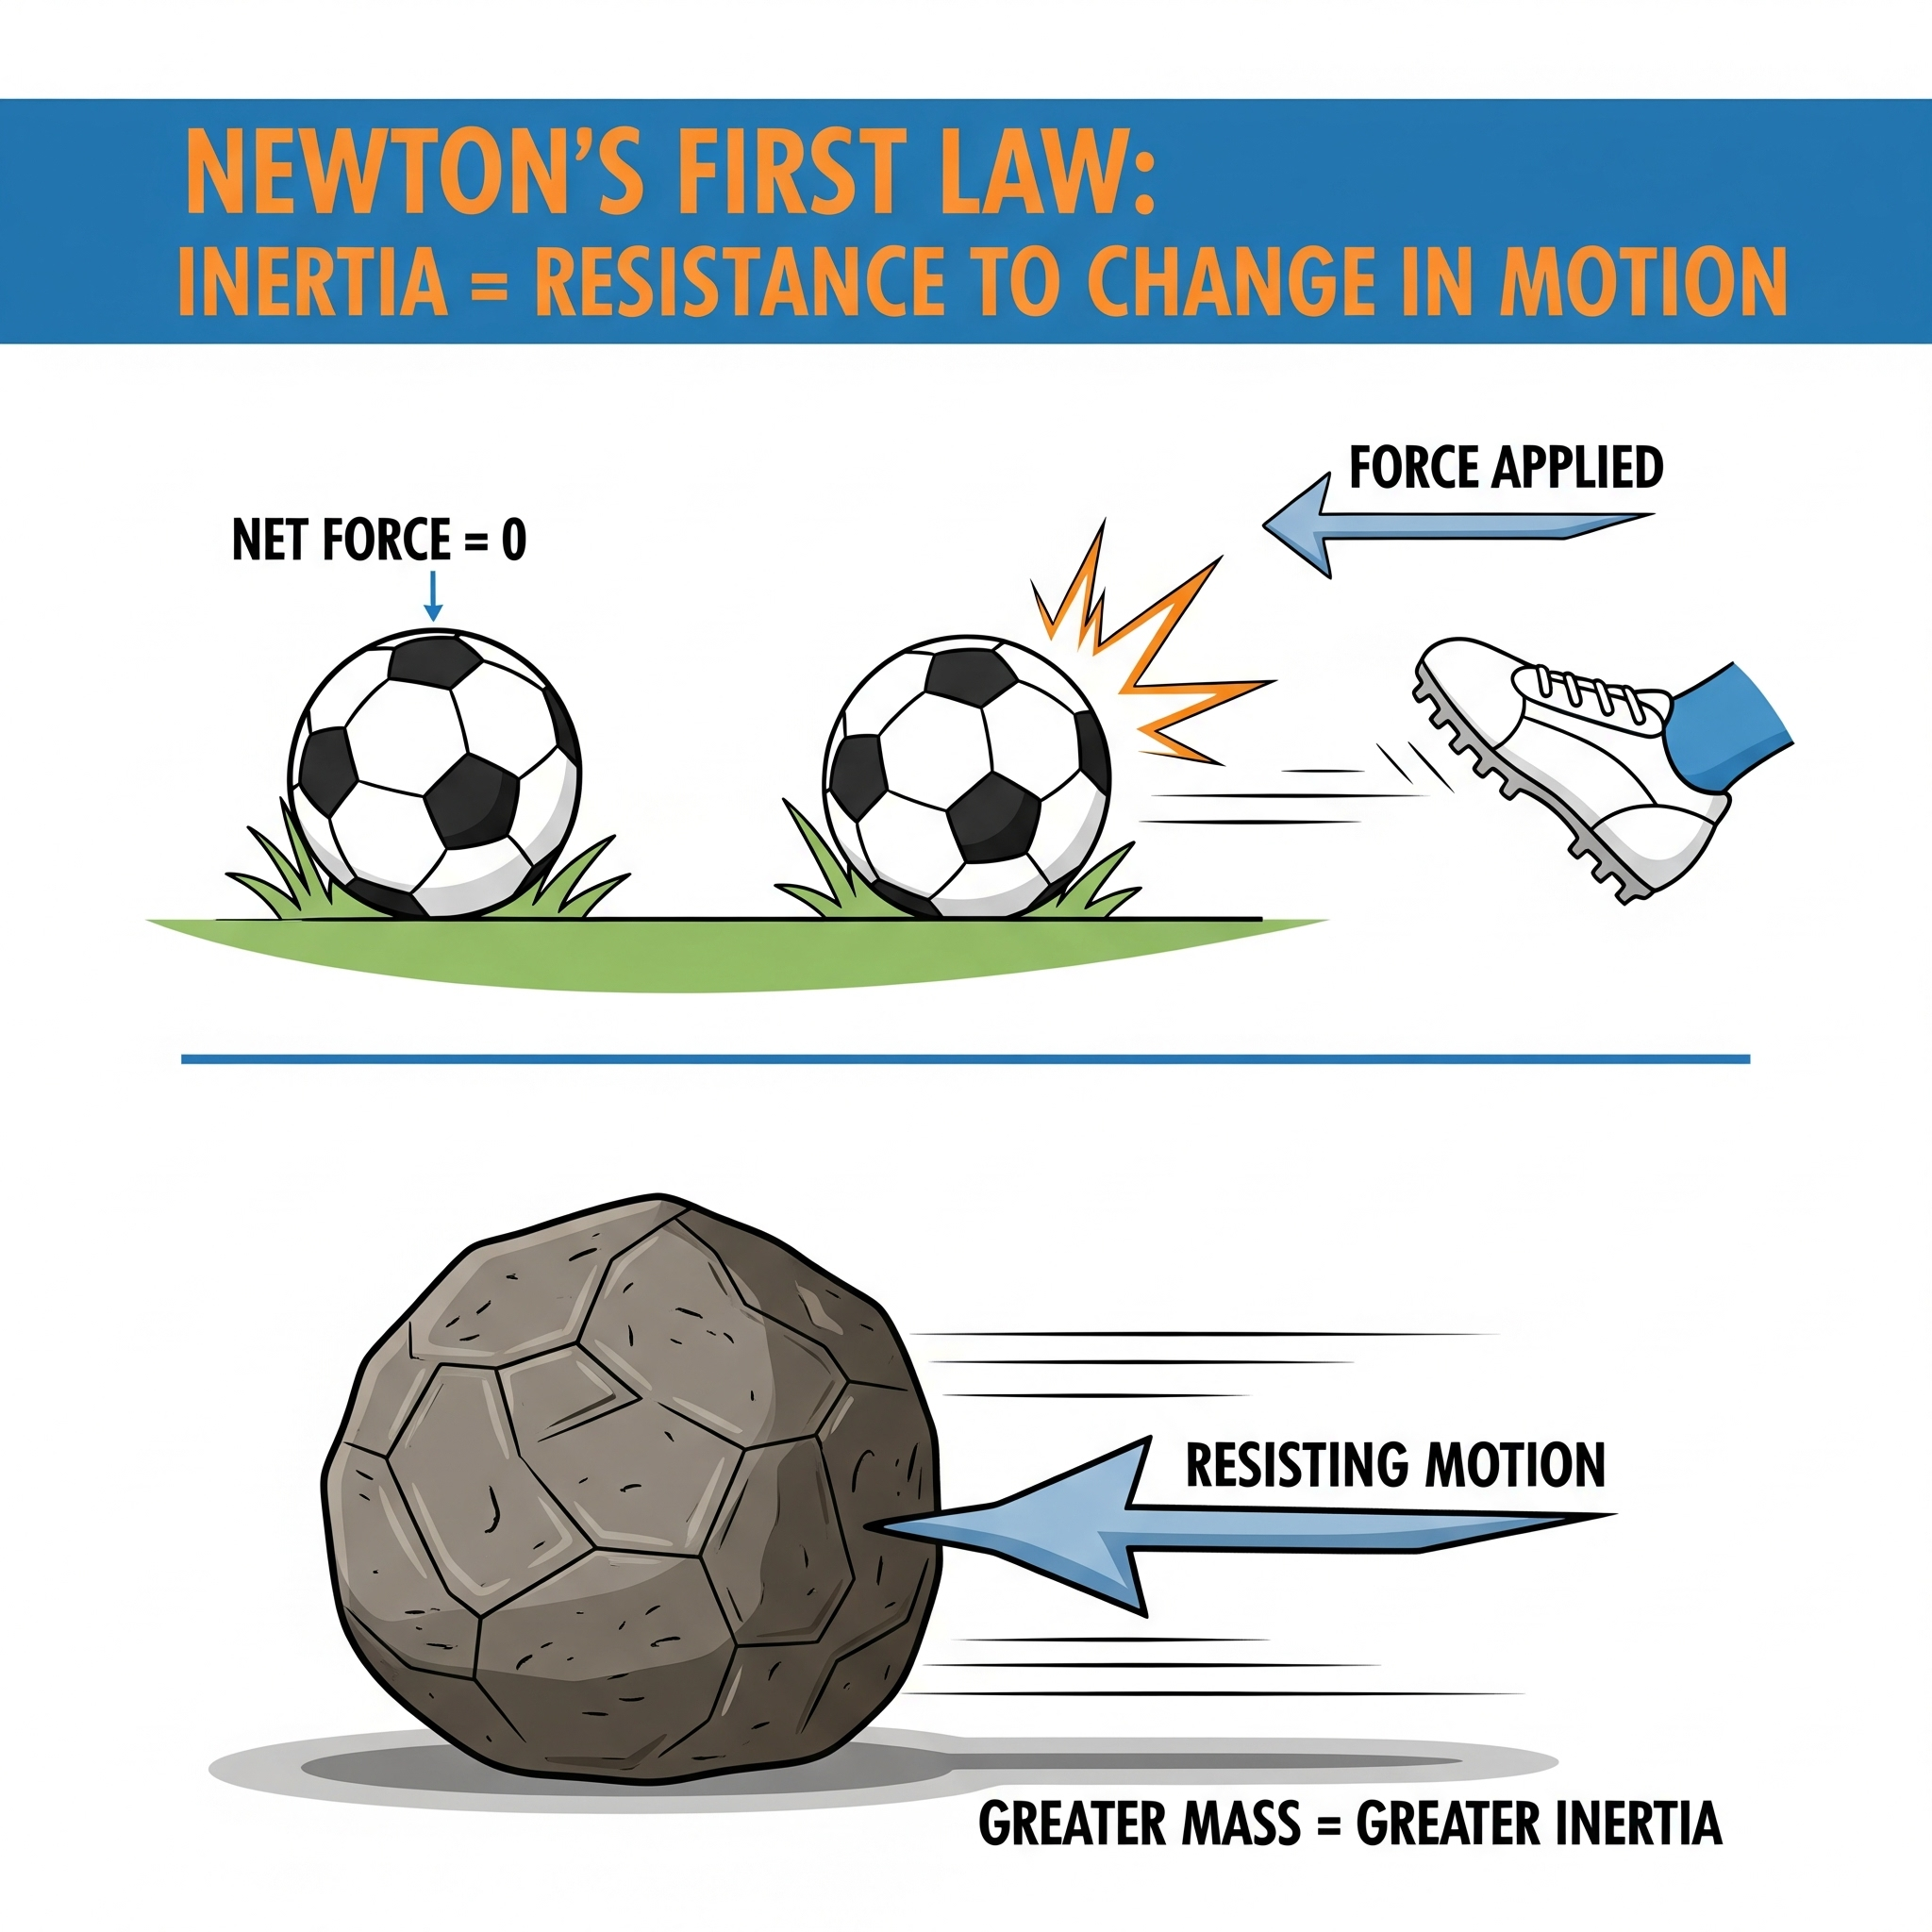 NEWTON'S FIRST LAW:
INERTIA = RESISTANCE TO CHANGE IN MOTION
FORCE APPLIED
NET FORCE = 0
RESISTING MOTION
GREATER MASS = GREATER INERTIA